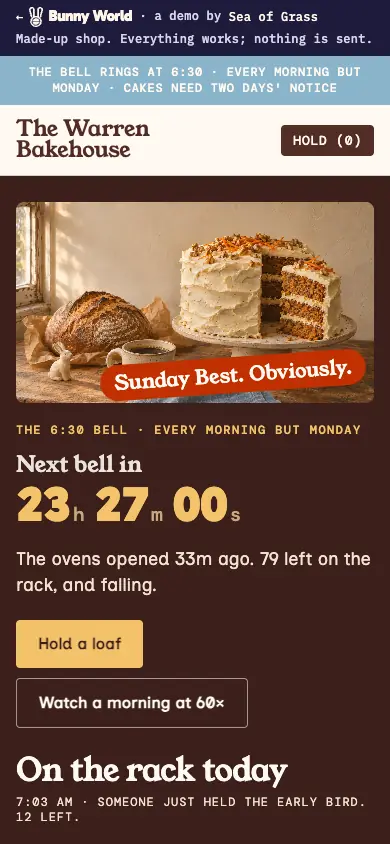 ← Bunny World · a demo by Sea of Grass
Made-up shop. Everything works; nothing is sent.
THE BELL RINGS AT 6:30 · EVERY MORNING BUT
MONDAY · CAKES NEED TWO DAYS' NOTICE
The Warren
Bakehouse
HOLD (0)
Sunday Best. Obviously.
THE 6:30 BELL · EVERY MORNING BUT MONDAY
Next bell in
23h 27m 00s
The ovens opened 33m ago. 79 left on the
rack, and falling.
Hold a loaf
Watch a morning at 60×
On the rack today
7:03 AM · SOMEONE JUST HELD THE EARLY BIRD.
12 LEFT.